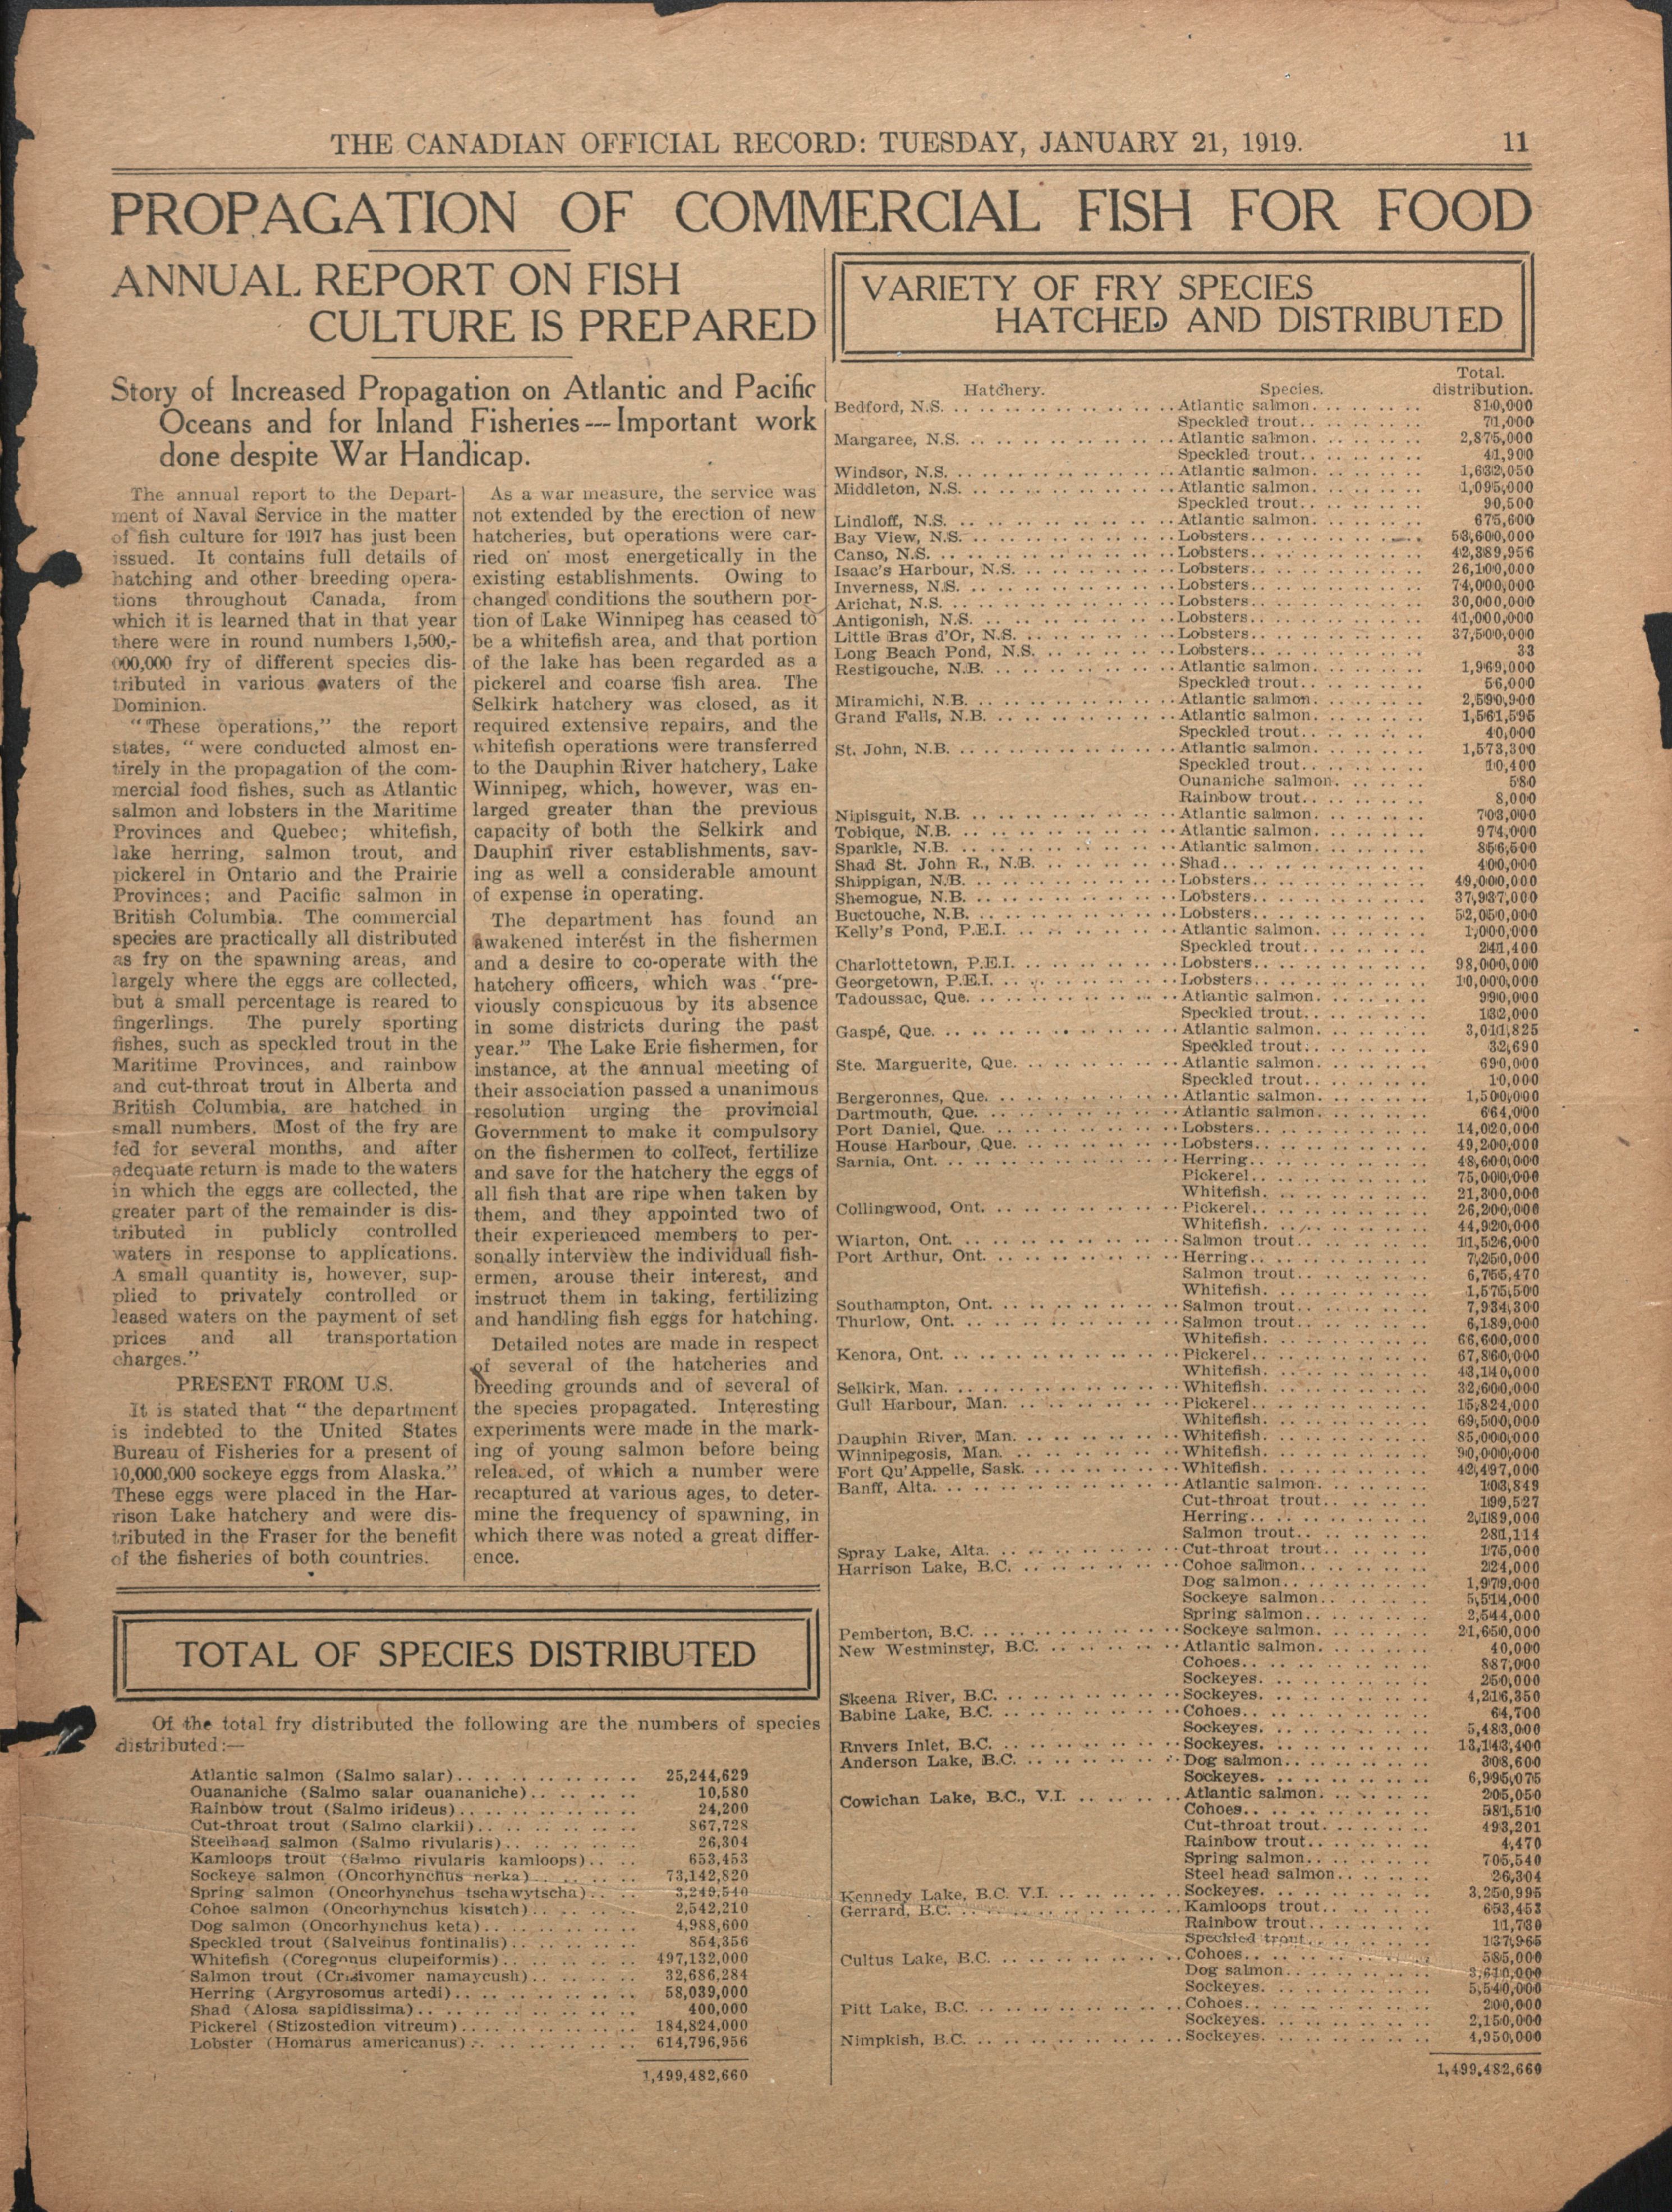 THE CANADIAN OFFICIAL RECORD: TUESDAY, JANUARY 21, 1919. 11
PROPAGATION OF COMMERCIAL FISH FOR FOOD
ANNUAL REPORT ON FISH
CULTURE IS PREPARED
Story of Increased Propagation on Atlantic and Pacific
Oceans and for Inland Fisheries--- Important work
done despite War Handicap.
The annual report to the Depart-
ment of Naval Service in the matter
of fish culture for 1917 has just been
issued. It contains full details of
hatching and other breeding opera-
tions throughout Canada, from
which it is learned that in that year
there were in round numbers 1,500,-
000,000 fry of different species dis-
tributed in various waters of the
Dominion.
"These operations," the report
states, "were conducted almost en-
tirely in the propagation of the com-
mercial food fishes, such as Atlantic
salmon and lobsters in the Maritime
Provinces and Quebec; whitefish,
lake herring, salmon trout, and
pickerel in Ontario and the Prairie
Provinces; and Pacific salmon in
British Columbia. The commercial
species are practically all distributed
as fry on the spawning areas, and
largely where the eggs are collected,
but a small percentage is reared to
fingerlings. The purely sporting
fishes, such as speckled trout in the
Maritime Provinces, and rainbow
and cut-throat trout in Alberta and
British Columbia, are hatched in
small numbers. Most of the fry are
fed for several months, and after
adequate return is made to the waters
in which the eggs are collected, the
greater part of the remainder is dis-
tributed in publicly controlled
waters in response to applications.
A small quantity is, however, sup-
plied to privately controlled or
leased waters on the payment of set
prices and all transportation
charges."
PRESENT FROM U.S.
It is stated that "the department
is indebted to the United States
Bureau of Fisheries for a present of
10,000,000 sockeye eggs from Alaska."
These eggs were placed in the Har-
rison Lake hatchery and were dis-
tributed in the Fraser for the benefit
of the fisheries of both countries.
As a war measure, the service was
not extended by the erection of new
hatcheries, but operations were car-
ried on most energetically in the
existing establishments. Owing to
changed conditions the southern por-
tion of Lake Winnipeg has ceased to
be a whitefish area, and that portion
of the lake has been regarded as a
pickerel and coarse fish area. The
Selkirk hatchery was closed, as it
required extensive repairs, and the
whitefish operations were transferred
to the Dauphin River hatchery, Lake
Winnipeg, which, however, was en-
larged greater than the previous
capacity of both the Selkirk and
Dauphin river establishments, sav-
ing as well a considerable amount
of expense in operating.
The department has found an
awakened interest in the fishermen
and a desire to co-operate with the
hatchery officers, which was "pre-
viously conspicuous by its absence
in some districts during the past
year." The Lake Erie fishermen, for
instance, at the annual meeting of
their association passed a unanimous
resolution urging the provincial
Government to make it compulsory
on the fishermen to collect, fertilize
and save for the hatchery the eggs of
all fish that are ripe when taken by
them, and they appointed two of
their experienced members to per-
sonally interview the individual fish-
ermen, arouse their interest, and
instruct them in taking, fertilizing
and handling fish eggs for hatching.
Detailed notes are made in respect
of several of the hatcheries and
breeding grounds and of several of
the species propagated. Interesting
experiments were made in the mark-
ing of young salmon before being
released, of which a number were
recaptured at various ages, to deter-
mine the frequency of spawning, in
which there was noted a great differ-
ence.
TOTAL OF SPECIES DISTRIBUTED
Of the total fry distributed the following are the numbers of species
distributed:—
Atlantic salmon (Salmo salar) 25,244,629
Ouananiche (Salmo salar ouananiche) 10,580
Rainbow trout (Salmo irideus) 24,200
Cut-throat trout (Salmo clarkii) 867,728
Steelhead salmon (Salmo rivularis) 26,304
Kamloops trout (Salmo rivularis kamloops) 653,453
Sockeye salmon (Oncorhynchus nerka) 73,142,820
Spring salmon (Oncorhynchus tschawytscha) 3,249,540
Cohoe salmon (Oncorhynchus kisutch) 2,542,210
Dog salmon (Oncorhynchus keta) 4,988,600
Speckled trout (Salveinus fontinalis) 854,356
Whitefish (Coregonus clupeiformis) 497,132,000
Salmon trout (Cristivomer namaycush) 32,686,284
Herring (Argyrosomus artedi) 58,039,000
Shad (Alosa sapidissima) 400,000
Pickerel (Stizostedion vitreum) 184,824,000
Lobster (Homarus americanus) 614,796,956
1,499,482,660
VARIETY OF FRY SPECIES
HATCHED AND DISTRIBUTED
Hatchery. Species. Total. distribution.
Bedford, N.S. Atlantic salmon 810,000
Speckled trout 71,000
Margaree, N.S. Atlantic salmon 2,875,000
Speckled trout 41,900
Windsor, N.S. Atlantic salmon 1,632,050
Middleton, N.S. Atlantic salmon 1,095,000
Speckled trout 90,500
Lindloff, N.S. Atlantic salmon 675,600
Bay View, N.S. Lobsters 53,600,000
Canso, N.S. Lobsters 42,389,956
Isaac's Harbour, N.S. Lobsters 26,100,000
Inverness, N.S. Lobsters 74,000,000
Arichat, N.S. Lobsters 30,000,000
Antigonish, N.S. Lobsters 41,000,000
Little Bras d'Or, N.S. Lobsters 37,500,000
Long Beach Pond, N.S. Lobsters 33
Restigouche, N.B. Atlantic salmon 1,969,000
Speckled trout 56,000
Miramichi, N.B. Atlantic salmon 2,590,900
Grand Falls, N.B. Atlantic salmon 1,561,595
Speckled trout 40,000
St. John, N.B. Atlantic salmon 1,573,300
Speckled trout 10,400
Ounaniche salmon 580
Rainbow trout 8,000
Nipisguit, N.B. Atlantic salmon 703,000
Tobique, N.B. Atlantic salmon 974,000
Sparkle, N.B. Atlantic salmon 856,500
Shad St. John R., N.B. Shad 400,000
Shippigan, N.B. Lobsters 49,000,000
Shemogue, N.B. Lobsters 37,937,000
Buctouche, N.B. Lobsters 52,050,000
Kelly's Pond, P.E.I. Atlantic salmon 1,000,000
Speckled trout 241,400
Charlottetown, P.E.I. Lobsters 98,000,000
Georgetown, P.E.I. Lobsters 10,000,000
Tadoussac, Que. Atlantic salmon 990,000
Speckled trout 132,000
Gaspé, Que. Atlantic salmon 3,011,825
Speckled trout 32,690
Ste. Marguerite, Que. Atlantic salmon 690,000
Speckled trout 10,000
Bergeronnes, Que. Atlantic salmon 1,500,000
Dartmouth, Que. Atlantic salmon 664,000
Port Daniel, Que. Lobsters 14,020,000
House Harbour, Que. Lobsters 49,200,000
Sarnia, Ont. Herring 48,600,000
Pickerel 75,000,000
Whitefish 21,300,000
Collingwood, Ont. Pickerel 26,200,000
Whitefish 44,920,000
Wiarton, Ont. Salmon trout 11,526,000
Port Arthur, Ont. Herring 7,250,000
Salmon trout 6,755,470
Whitefish 1,575,500
Southampton, Ont. Salmon trout 7,934,300
Thurlow, Ont. Salmon trout 6,189,000
Whitefish 66,600,000
Kenora, Ont. Pickerel 67,860,000
Whitefish 43,140,000
Selkirk, Man. Whitefish 32,600,000
Gull Harbour, Man. Pickerel 15,824,000
Whitefish 69,500,000
Dauphin River, Man. Whitefish 85,000,000
Winnipegosis, Man. Whitefish 90,000,000
Fort Qu'Appelle, Sask. Whitefish 42,497,000
Banff, Alta. Atlantic salmon 103,849
Cut-throat trout 199,527
Herring 2,189,000
Salmon trout 281,114
Spray Lake, Alta. Cut-throat trout 175,000
Harrison Lake, B.C. Cohoe salmon 224,000
Dog salmon 1,979,000
Sockeye salmon 5,514,000
Spring salmon 2,544,000
Pemberton, B.C. Sockeye salmon 21,650,000
New Westminster, B.C. Atlantic salmon 40,000
Cohoes 887,000
Sockeyes 250,000
Skeena River, B.C. Sockeyes 4,216,350
Babine Lake, B.C. Cohoes 64,700
Sockeyes 5,483,000
Rnvers Inlet, B.C. Sockeyes 13,143,400
Anderson Lake, B.C. Dog salmon 308,600
Sockeyes 6,995,075
Cowichan Lake, B.C., V.I. Atlantic salmon 205,050
Cohoes 581,510
Cut-throat trout 493,201
Rainbow trout 4,470
Spring salmon 705,540
Steel head salmon 26,304
Kennedy Lake, B.C. V.I. Sockeyes 3,250,995
Gerrard, B.C. Kamloops trout 653,453
Rainbow trout 11,730
Speckled trout 137,965
Cultus Lake, B.C. Cohoes 585,000
Dog salmon 3,610,000
Sockeyes 5,540,000
Pitt Lake, B.C. Cohoes 200,000
Sockeyes 2,150,000
Nimpkish, B.C. Sockeyes 4,950,000
1,499,482,660